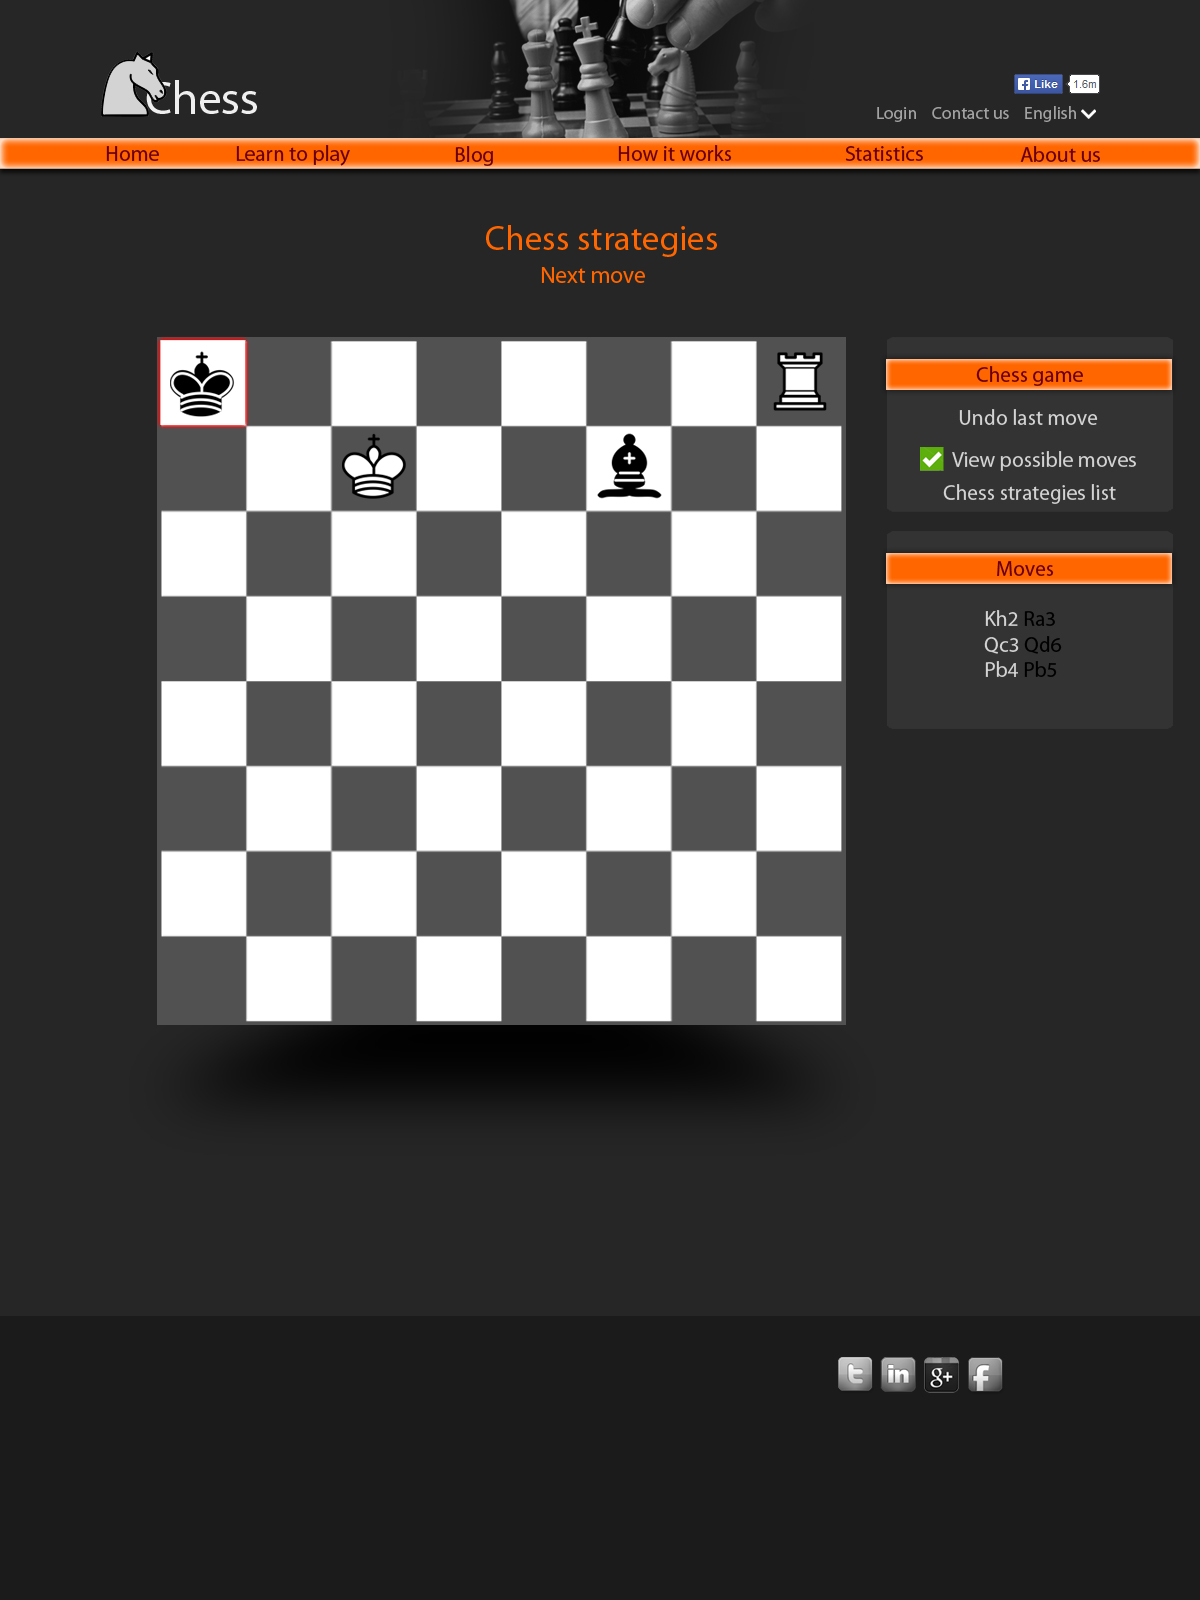 Chess
Like 1.6m
Login Contact us English
Home Learn to play Blog How it works Statistics About us
Chess strategies
Next move
Chess game
Undo last move
View possible moves
Chess strategies list
Moves
Kh2 Ra3
Qc3 Qd6
Pb4 Pb5
t in g+ f